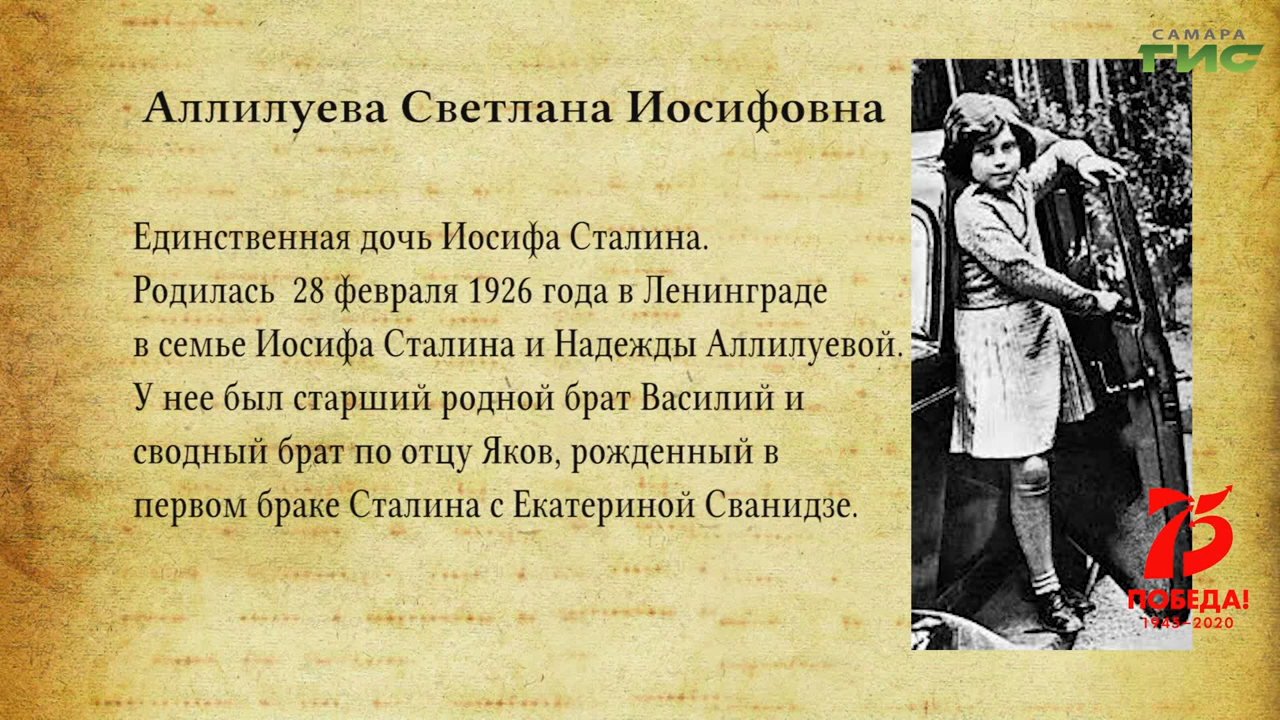 САМАРА
ГИС
Аллилуева Светлана Иосифовна
Единственная дочь Иосифа Сталина.
Родилась 28 февраля 1926 года в Ленинграде
в семье Иосифа Сталина и Надежды Аллилуевой.
У нее был старший родной брат Василий и
сводный брат по отцу Яков, рожденный в
первом браке Сталина с Екатериной Сванидзе.
75
ПОБЕДА!
1945-2020